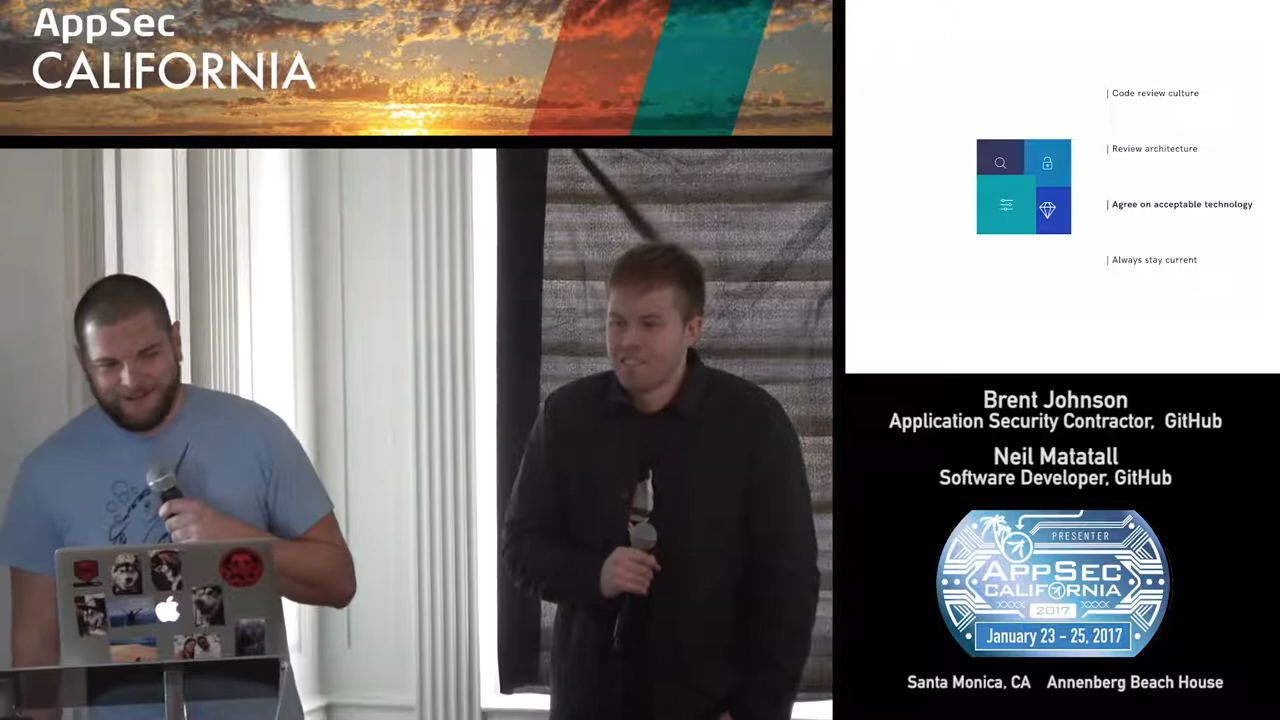 AppSec
CALIFORNIA
Code review culture
Review architecture
Agree on acceptable technology
Always stay current
Brent Johnson
Application Security Contractor, GitHub
Neil Matatall
Software Developer, GitHub
PRESENTER
APPSEC
CALIFORNIA
2017
January 23 - 25, 2017
Santa Monica, CA Annenberg Beach House